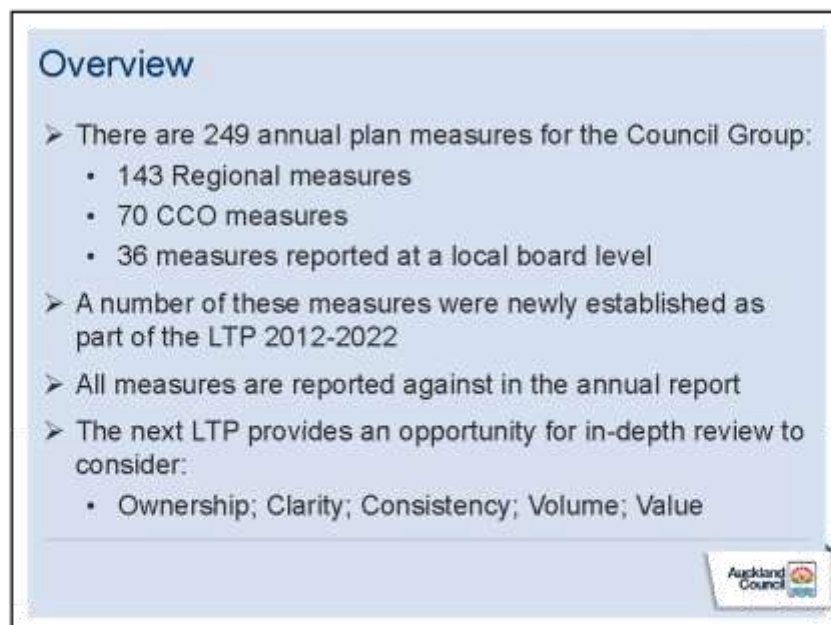 Overview
➤ There are 249 annual plan measures for the Council Group:
• 143 Regional measures
• 70 CCO measures
• 36 measures reported at a local board level
➤ A number of these measures were newly established as
part of the LTP 2012-2022
➤ All measures are reported against in the annual report
➤ The next LTP provides an opportunity for in-depth review to
consider:
• Ownership; Clarity; Consistency; Volume; Value
Auckland
Council